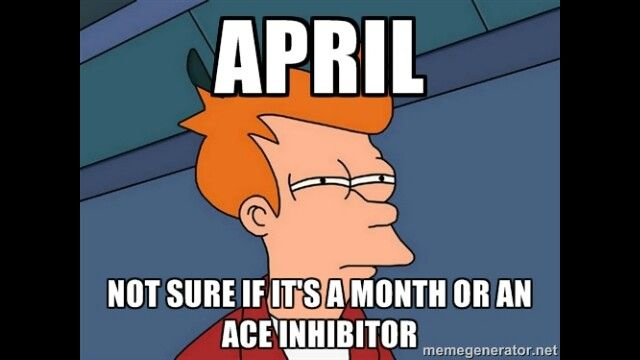 APRIL
NOT SURE IF IT'S A MONTH OR AN
ACE INHIBITOR
memegenerator.net